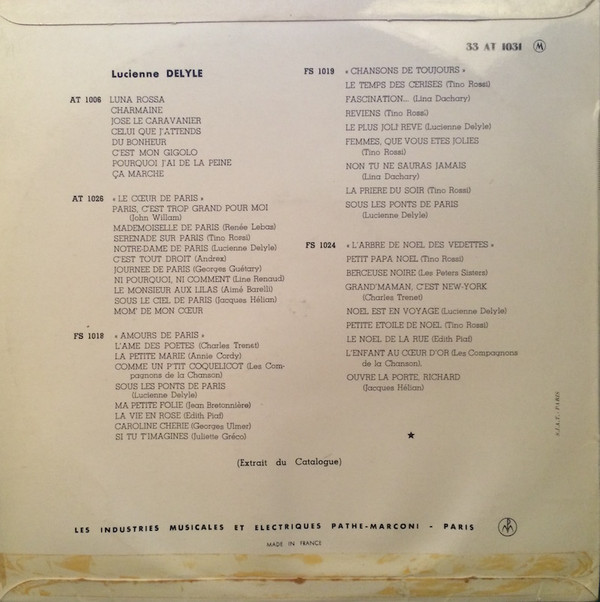 33 AT 1031 M
Lucienne DELYLE
AT 1006 LUNA ROSSA
CHARMAINE
JOSE LE CARAVANIER
CELUI QUE J'ATTENDS
DU BONHEUR
C'EST MON GIGOLO
POURQUOI J'AI DE LA PEINE
ÇA MARCHE
AT 1026 « LE CŒUR DE PARIS »
PARIS, C'EST TROP GRAND POUR MOI
(John Willam)
MADEMOISELLE DE PARIS (Renée Lebas)
SERENADE SUR PARIS (Tino Rossi)
NOTRE-DAME DE PARIS (Lucienne Delyle)
C'EST TOUT DROIT (Andrex)
JOURNEE DE PARIS (Georges Guétary)
NI POURQUOI, NI COMMENT (Line Renaud)
LE MONSIEUR AUX LILAS (Aimé Barelli)
SOUS LE CIEL DE PARIS (Jacques Hélian)
MOM' DE MON CŒUR
FS 1018 « AMOURS DE PARIS »
L'AME DES POETES (Charles Trenet)
LA PETITE MARIE (Annie Cordy)
COMME UN P'TIT COQUELICOT (Les Com-
pagnons de la Chanson)
SOUS LES PONTS DE PARIS
(Lucienne Delyle)
MA PETITE FOLIE (Jean Bretonnière)
LA VIE EN ROSE (Edith Piaf)
CAROLINE CHERIE (Georges Ulmer)
SI TU T'IMAGINES (Juliette Gréco)
FS 1019 « CHANSONS DE TOUJOURS »
LE TEMPS DES CERISES (Tino Rossi)
FASCINATION... (Lina Dachary)
REVIENS (Tino Rossi)
LE PLUS JOLI REVE (Lucienne Delyle)
FEMMES, QUE VOUS ETES JOLIES
(Tino Rossi)
NON TU NE SAURAS JAMAIS
(Lina Dachary)
LA PRIERE DU SOIR (Tino Rossi)
SOUS LES PONTS DE PARIS
(Lucienne Delyle)
FS 1024 « L'ARBRE DE NOEL DES VEDETTES »
PETIT PAPA NOEL (Tino Rossi)
BERCEUSE NOIRE (Les Peters Sisters)
GRAND'MAMAN, C'EST NEW-YORK
(Charles Trenet)
NOEL EST EN VOYAGE (Lucienne Delyle)
PETITE ETOILE DE NOEL (Tino Rossi)
LE NOEL DE LA RUE (Edith Piaf)
L'ENFANT AU CŒUR D'OR (Les Compagnons
de la Chanson)
OUVRE LA PORTE, RICHARD
(Jacques Hélian)
(Extrait du Catalogue)
LES INDUSTRIES MUSICALES ET ELECTRIQUES PATHE-MARCONI - PARIS
MADE IN FRANCE